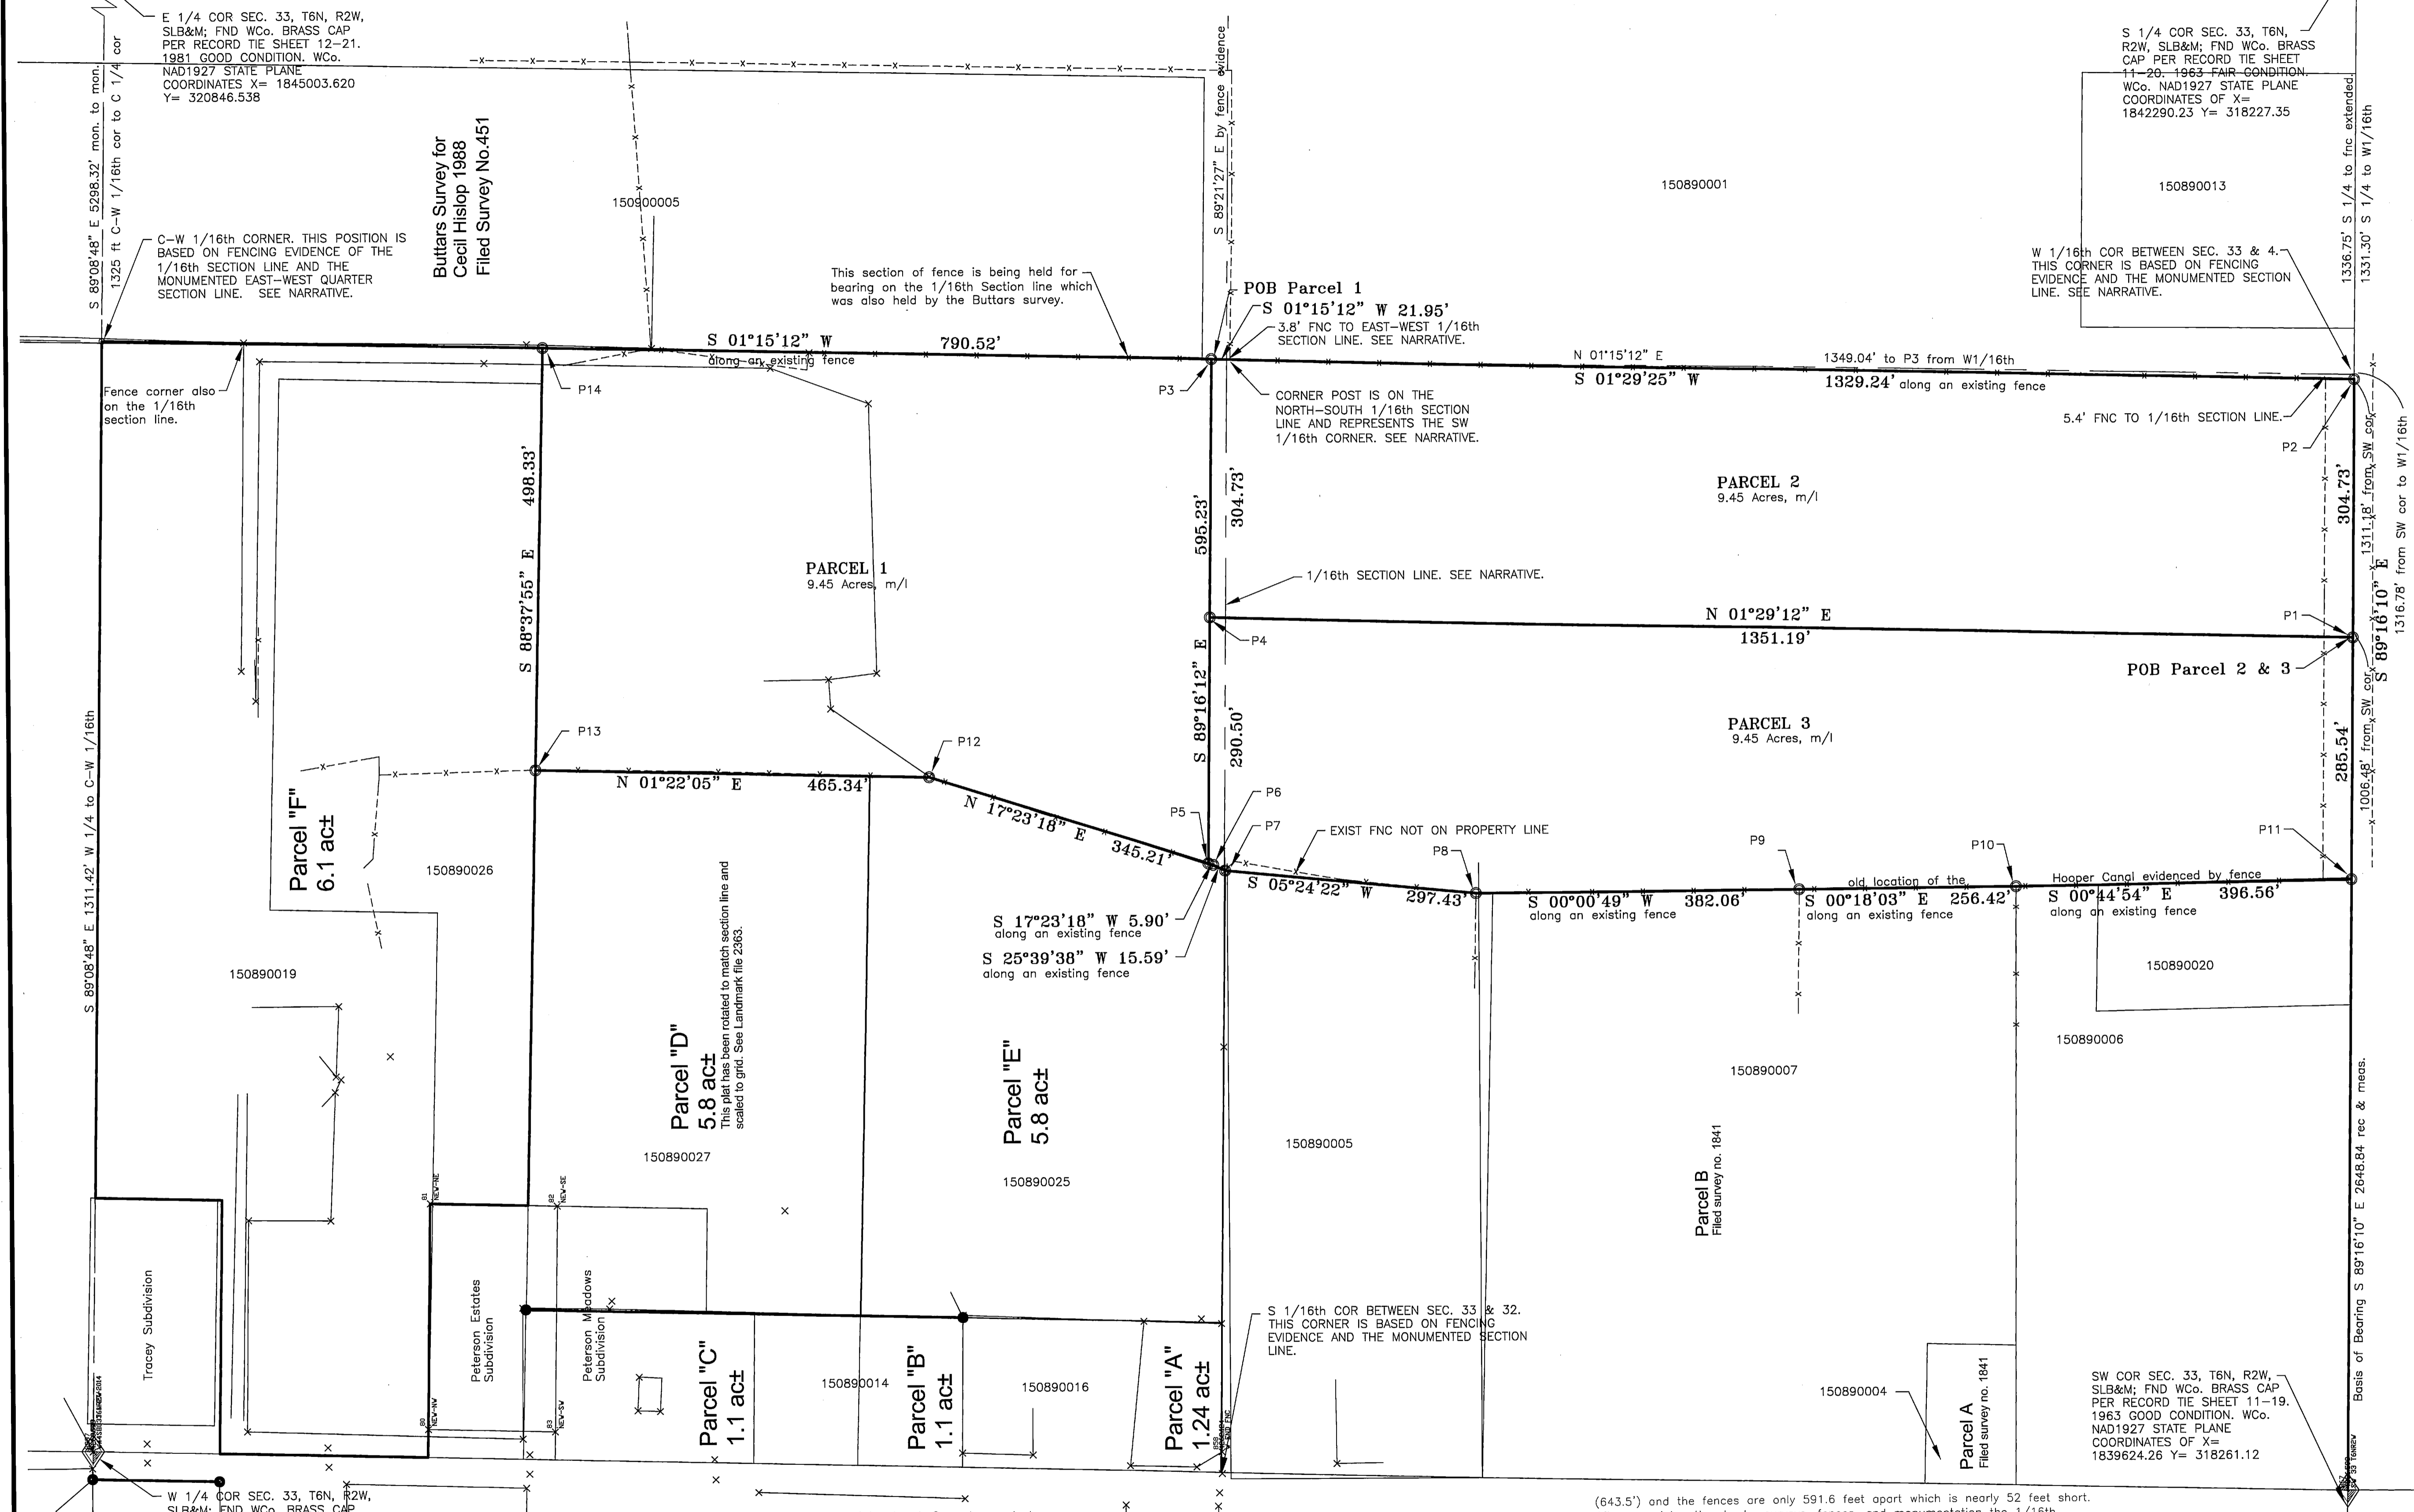 E 1/4 COR SEC. 33, T6N, R2W,
SLB&M; FND WCo. BRASS CAP
PER RECORD TIE SHEET 12-21.
1981 GOOD CONDITION. WCo.
NAD1927 STATE PLANE
COORDINATES X= 1845003.620
Y= 320846.538
S 89°08'48" E 5298.32' mon. to mon.
1325 ft C-W 1/16th cor to C 1/4 cor
Buttars Survey for
Cecil Hislop 1988
Filed Survey No.451
150900005
S 89°21'27" E by fence evidence
150890001
S 1/4 COR SEC. 33, T6N,
R2W, SLB&M; FND WCo. BRASS
CAP PER RECORD TIE SHEET
11-20. 1963 FAIR CONDITION.
WCo. NAD1927 STATE PLANE
COORDINATES OF X=
1842290.23 Y= 318227.35
150890013
1336.75' S 1/4 to fnc extended.
1331.30' S 1/4 to W1/16th
C-W 1/16th CORNER. THIS POSITION IS
BASED ON FENCING EVIDENCE OF THE
1/16th SECTION LINE AND THE
MONUMENTED EAST-WEST QUARTER
SECTION LINE. SEE NARRATIVE.
This section of fence is being held for
bearing on the 1/16th Section line which
was also held by the Buttars survey.
POB Parcel 1
S 01°15'12" W 21.95'
3.8' FNC TO EAST-WEST 1/16th
SECTION LINE. SEE NARRATIVE.
W 1/16th COR BETWEEN SEC. 33 & 4.
THIS CORNER IS BASED ON FENCING
EVIDENCE AND THE MONUMENTED SECTION
LINE. SEE NARRATIVE.
S 01°15'12" W 790.52'
along an existing fence
N 01°15'12" E 1349.04' to P3 from W1/16th
S 01°29'25" W 1329.24' along an existing fence
Fence corner also
on the 1/16th
section line.
P14
P3
CORNER POST IS ON THE
NORTH-SOUTH 1/16th SECTION
LINE AND REPRESENTS THE SW
1/16th CORNER. SEE NARRATIVE.
5.4' FNC TO 1/16th SECTION LINE.
P2
S 88°37'55" E 498.33'
595.23'
304.73'
PARCEL 2
9.45 Acres, m/l
304.73'
1311.18' from SW cor
1316.78' from SW cor to W1/16th
PARCEL 1
9.45 Acres, m/l
1/16th SECTION LINE. SEE NARRATIVE.
S 89°16'10" E
N 01°29'12" E
1351.19'
P4
P1
POB Parcel 2 & 3
S 89°16'12" E
290.50'
PARCEL 3
9.45 Acres, m/l
285.54'
1006.48' from SW cor
S 89°08'48" E 1311.42' W 1/4 to C-W 1/16th
P13
P12
N 01°22'05" E 465.34'
N 17°23'18" E 345.21'
P5
P6
P7
EXIST FNC NOT ON PROPERTY LINE
P8
P9
P10
P11
Parcel "F"
6.1 ac±
150890026
S 05°24'22" W 297.43'
old location of the Hooper Canal evidenced by fence
S 00°00'49" W 382.06'
along an existing fence
S 00°18'03" E 256.42'
along an existing fence
S 00°44'54" E 396.56'
along an existing fence
S 17°23'18" W 5.90'
along an existing fence
S 25°39'38" W 15.59'
along an existing fence
150890019
150890020
Parcel "D"
5.8 ac±
This plat has been rotated to match section line and
scaled to grid. See Landmark file 2363.
150890027
Parcel "E"
5.8 ac±
150890025
150890005
150890007
150890006
Parcel B
Filed survey no. 1841
81
NEW-NE
82
NEW-SE
Tracey Subdivision
Peterson Estates
Subdivision
Peterson Meadows
Subdivision
80
NEW-NW
83
NEW-SW
Parcel "C"
1.1 ac±
150890014
Parcel "B"
1.1 ac±
150890016
Parcel "A"
1.24 ac±
S 1/16th COR BETWEEN SEC. 33 & 32.
THIS CORNER IS BASED ON FENCING
EVIDENCE AND THE MONUMENTED SECTION
LINE.
150890004
Parcel A
Filed survey no. 1841
SW COR SEC. 33, T6N, R2W,
SLB&M; FND WCo. BRASS CAP
PER RECORD TIE SHEET 11-19.
1963 GOOD CONDITION. WCo.
NAD1927 STATE PLANE
COORDINATES OF X=
1839624.26 Y= 318261.12
Basis of Bearing S 89°16'10" E 2648.84 rec & meas.
W 1/4 COR SEC. 33, T6N, R2W,
SLB&M; FND WCo. BRASS CAP
(643.5') and the fences are only 591.6 feet apart which is nearly 52 feet short.